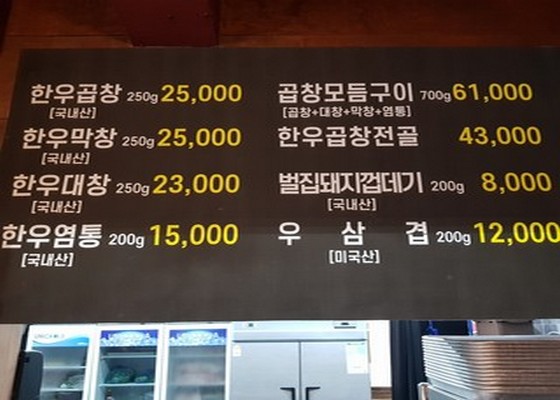 한우곱창 250g 25,000
[국내산]
한우막창 250g 25,000
[국내산]
한우대창 250g 23,000
[국내산]
한우염통 200g 15,000
[국내산]
곱창모듬구이 700g 61,000
[곱창+대창+막창+염통]
한우곱창전골 43,000
벌집돼지껍데기 200g 8,000
[국내산]
우 삼 겹 200g 12,000
[미국산]